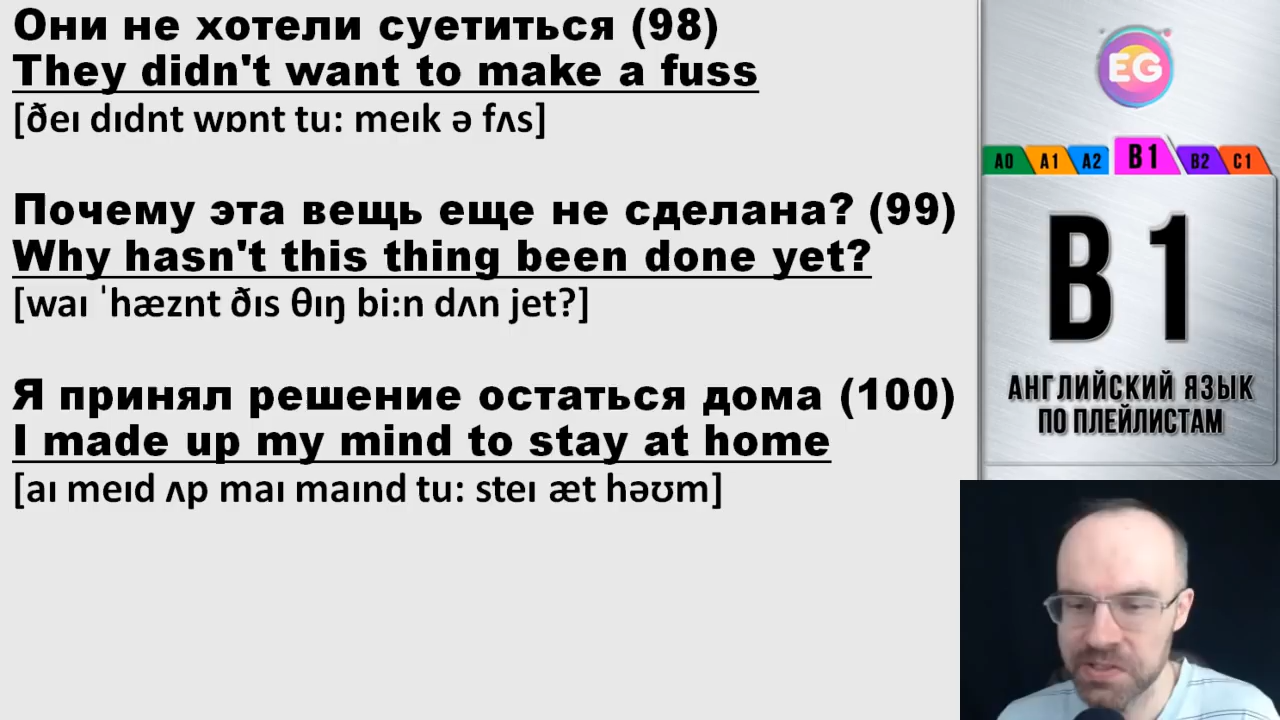 Они не хотели суетиться (98)
They didn't want to make a fuss
[ðeɪ dɪdnt wɒnt tuː meɪk ə fʌs]
Почему эта вещь еще не сделана? (99)
Why hasn't this thing been done yet?
[waɪ ˈhæznt ðɪs θɪŋ biːn dʌn jet?]
Я принял решение остаться дома (100)
I made up my mind to stay at home
[aɪ meɪd ʌp maɪ maɪnd tuː steɪ æt həʊm]
EG
A0 A1 A2 B1 B2 C1
B1
АНГЛИЙСКИЙ ЯЗЫК
ПО ПЛЕЙЛИСТАМ